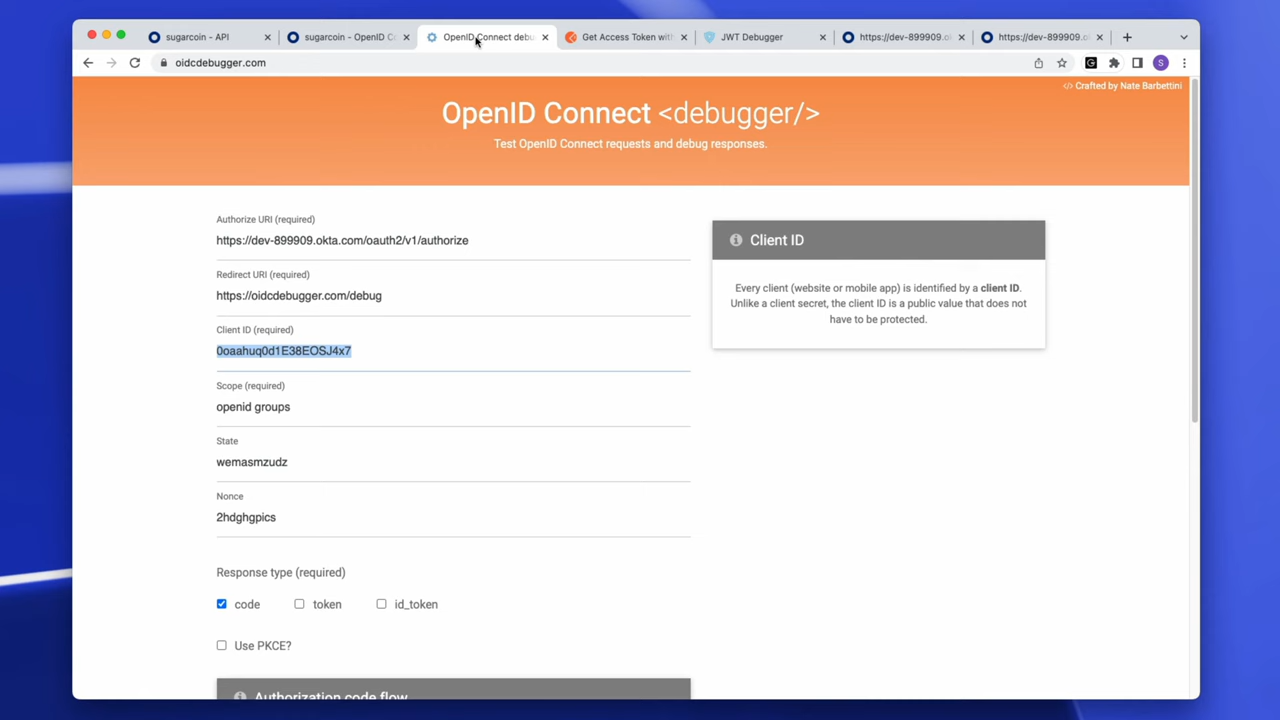 sugarcoin - API
sugarcoin – OpenID C
OpenID Connect debu
Get Access Token with
JWT Debugger
https://dev-899909.o
https://dev-899909.o
oidcdebugger.com
S
Crafted by Nate Barbettini
OpenID Connect <debugger/>
Test OpenID Connect requests and debug responses.
Authorize URI (required)
https://dev-899909.okta.com/oauth2/v1/authorize
Redirect URI (required)
https://oidcdebugger.com/debug
Client ID (required)
0oaahuq0d1E38EOSJ4x7
Scope (required)
openid groups
State
wemasmzudz
Nonce
2hdghgpics
Response type (required)
code
token
id_token
Use PKCE?
Authorization code flow
Client ID
Every client (website or mobile app) is identified by a client ID.
Unlike a client secret, the client ID is a public value that does not
have to be protected.